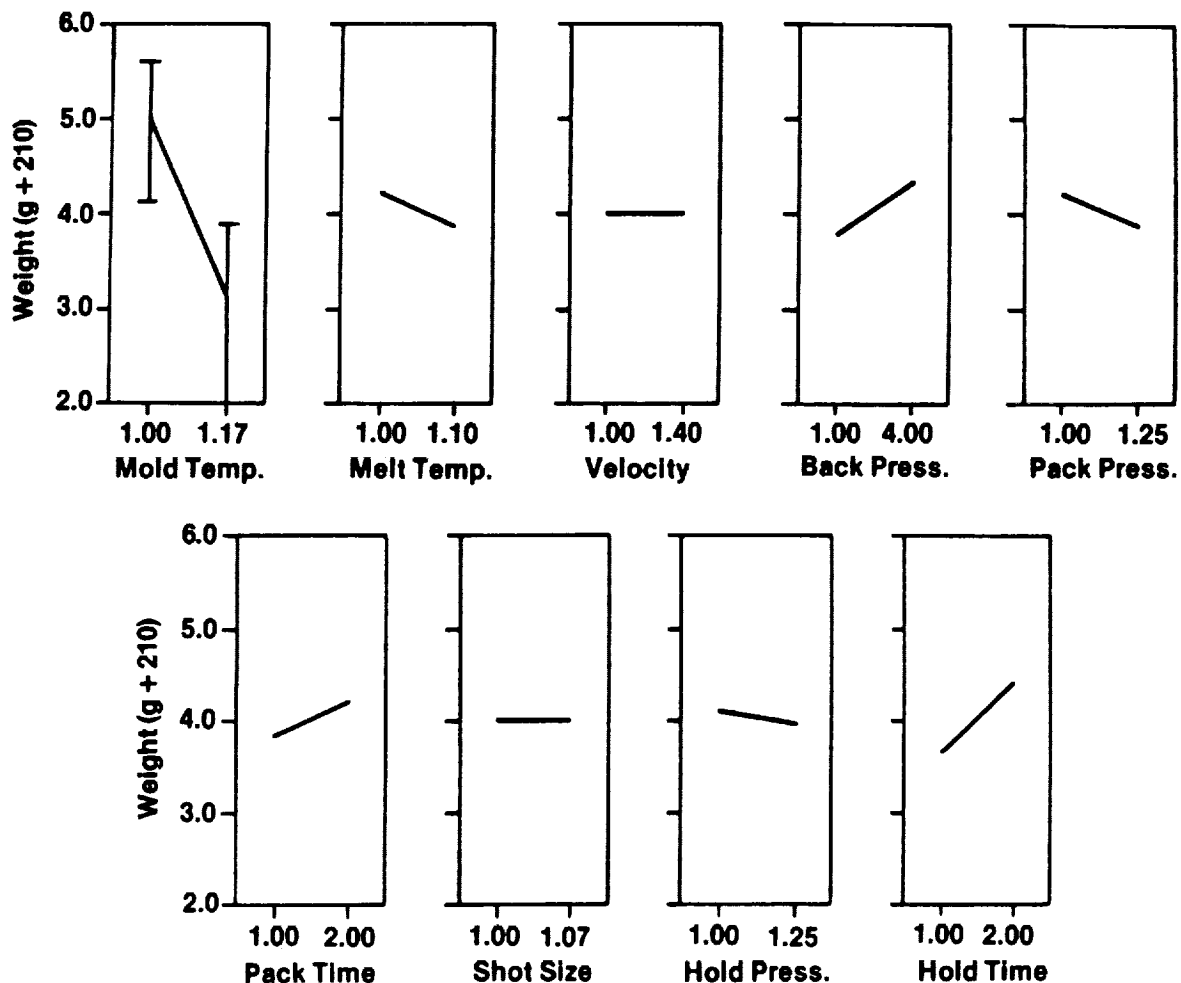 Weight (g + 210)
6.0
5.0
4.0
3.0
2.0
1.00 1.17
Mold Temp.
1.00 1.10
Melt Temp.
1.00 1.40
Velocity
1.00 4.00
Back Press.
1.00 1.25
Pack Press.
Weight (g + 210)
6.0
5.0
4.0
3.0
2.0
1.00 2.00
Pack Time
1.00 1.07
Shot Size
1.00 1.25
Hold Press.
1.00 2.00
Hold Time